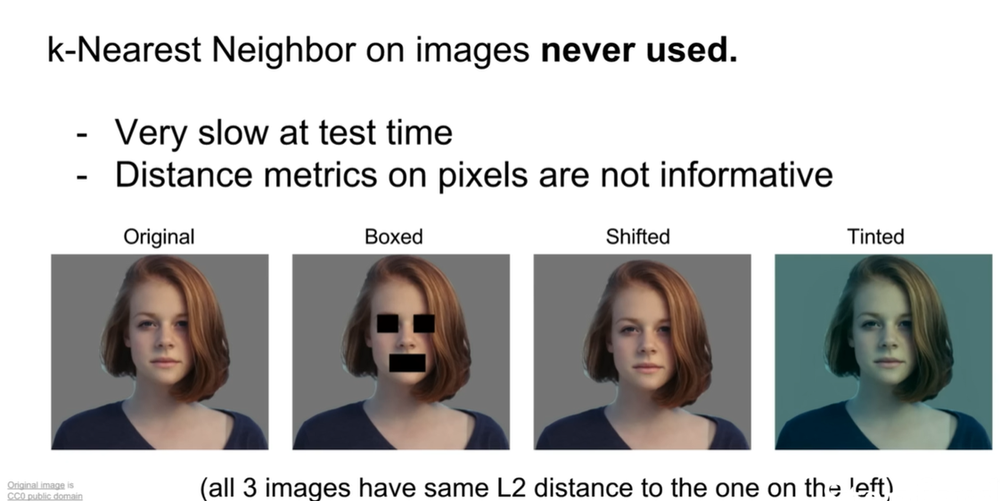 k-Nearest Neighbor on images never used.
- Very slow at test time
- Distance metrics on pixels are not informative
Original Boxed Shifted Tinted
Original image is
CC0 public domain
(all 3 images have same L2 distance to the one on the left)